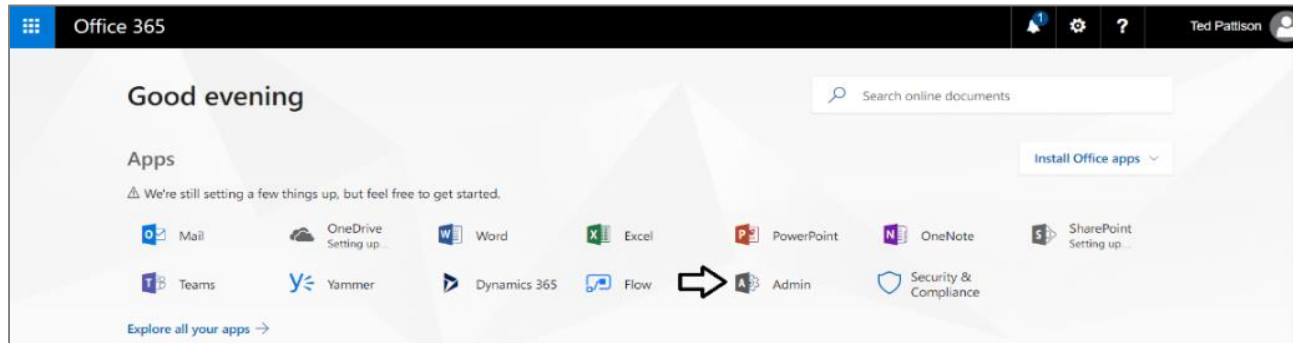 Office 365
1
?
Ted Pattison
Good evening
Search online documents
Apps
Install Office apps
We're still setting a few things up, but feel free to get started.
Mail
OneDrive
Setting up...
Word
Excel
PowerPoint
OneNote
SharePoint
Setting up...
Teams
Yammer
Dynamics 365
Flow
Admin
Security &
Compliance
Explore all your apps →